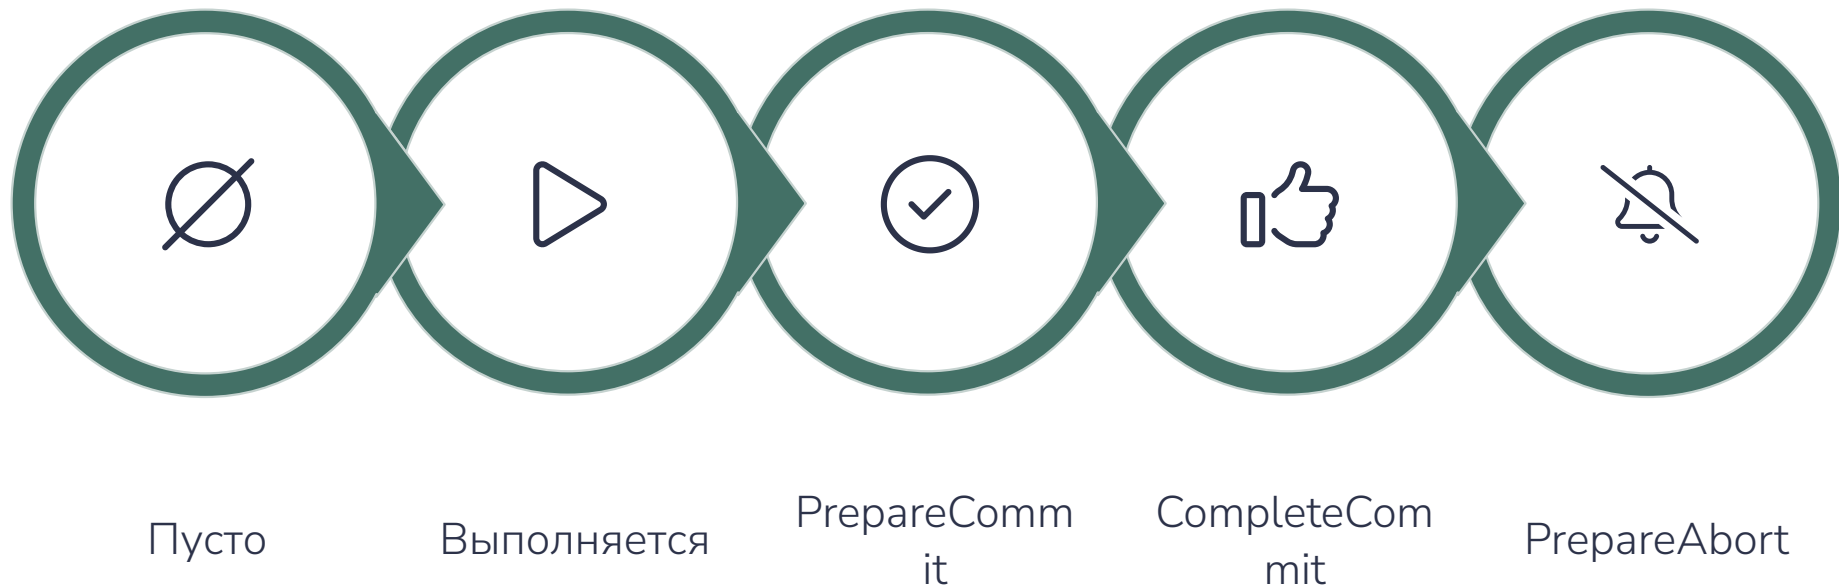 Пусто
Выполняется
PrepareComm
it
CompleteCom
mit
PrepareAbort